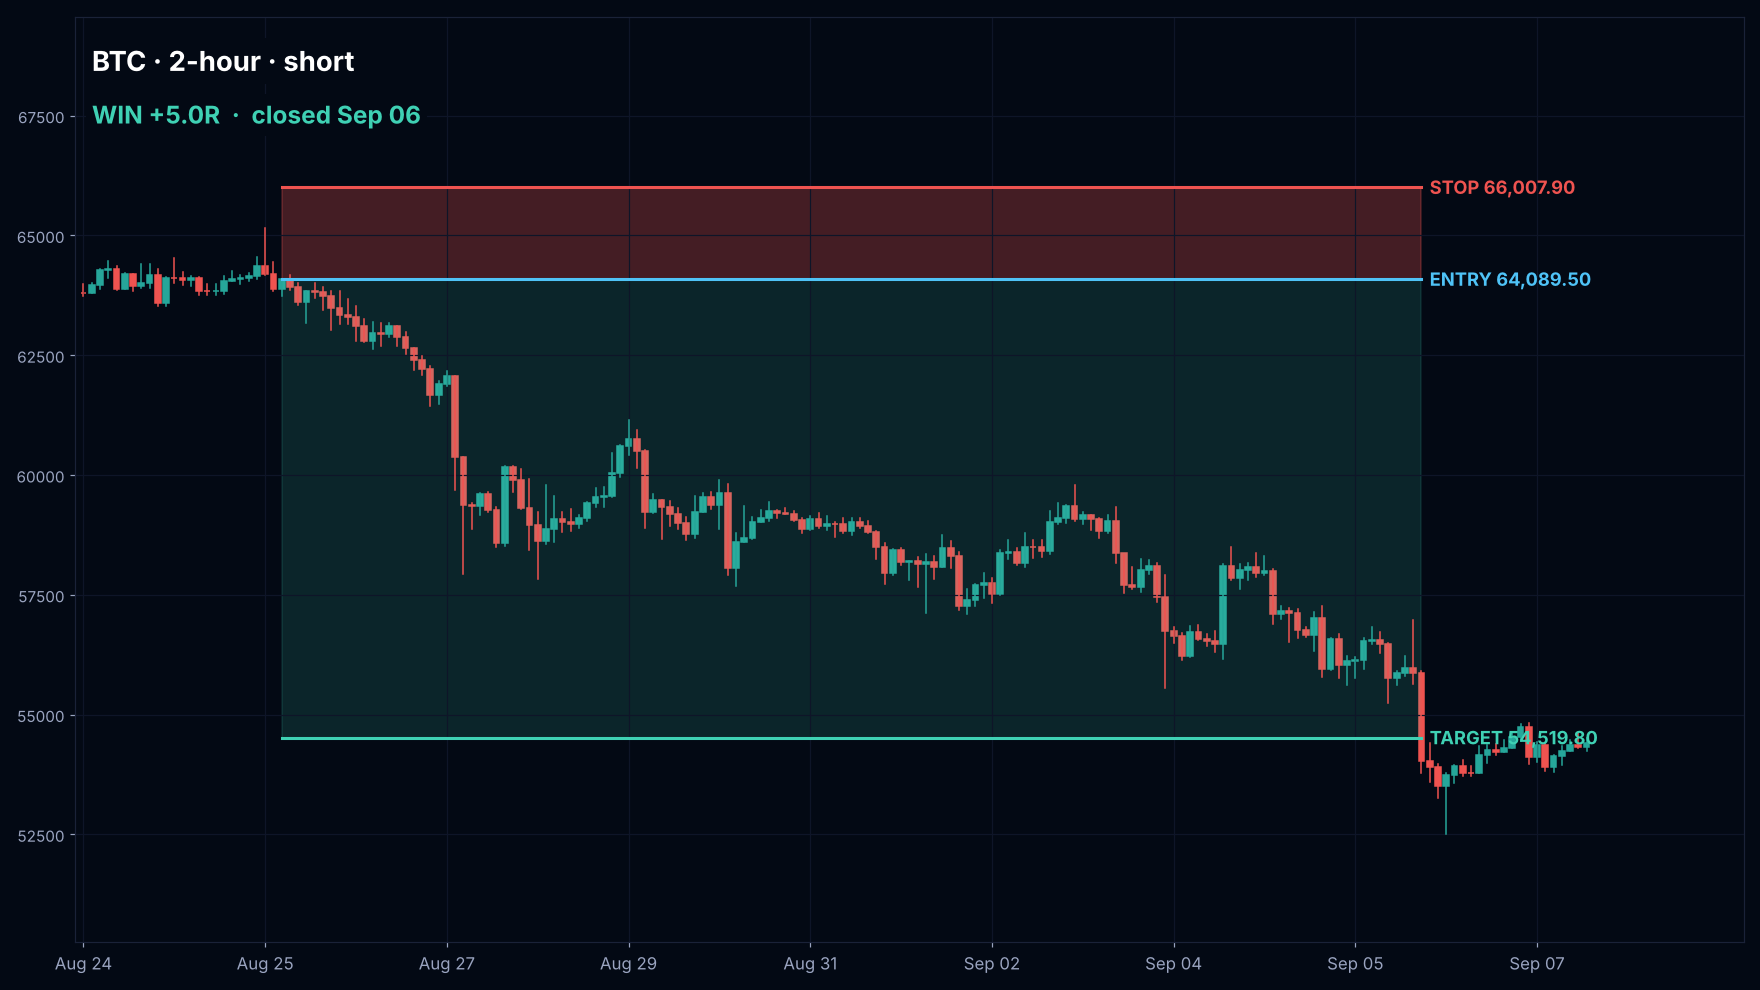 BTC · 2-hour · short
WIN +5.0R · closed Sep 06
67500
65000
62500
60000
57500
55000
52500
STOP 66,007.90
ENTRY 64,089.50
TARGET 54,519.80
Aug 24
Aug 25
Aug 27
Aug 29
Aug 31
Sep 02
Sep 04
Sep 05
Sep 07